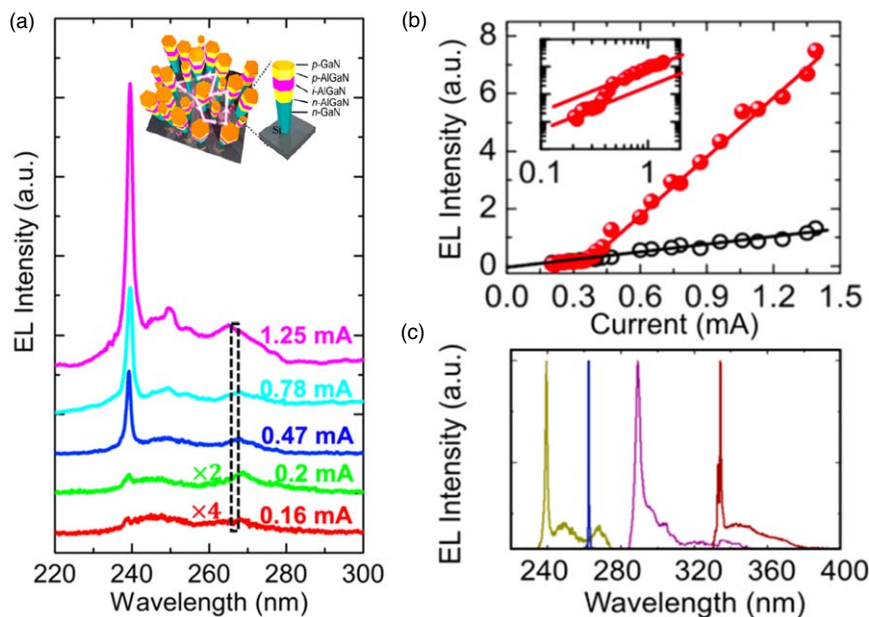 (a)
EL Intensity (a.u.)
p-GaN
p-AlGaN
i-AlGaN
n-AlGaN
n-GaN
Si
1.25 mA
0.78 mA
0.47 mA
×2
0.2 mA
×4
0.16 mA
220 240 260 280 300
Wavelength (nm)
(b)
EL Intensity (a.u.)
8
6
4
2
0
0.1 1
0.0 0.3 0.6 0.9 1.2 1.5
Current (mA)
(c)
EL Intensity (a.u.)
240 280 320 360 400
Wavelength (nm)